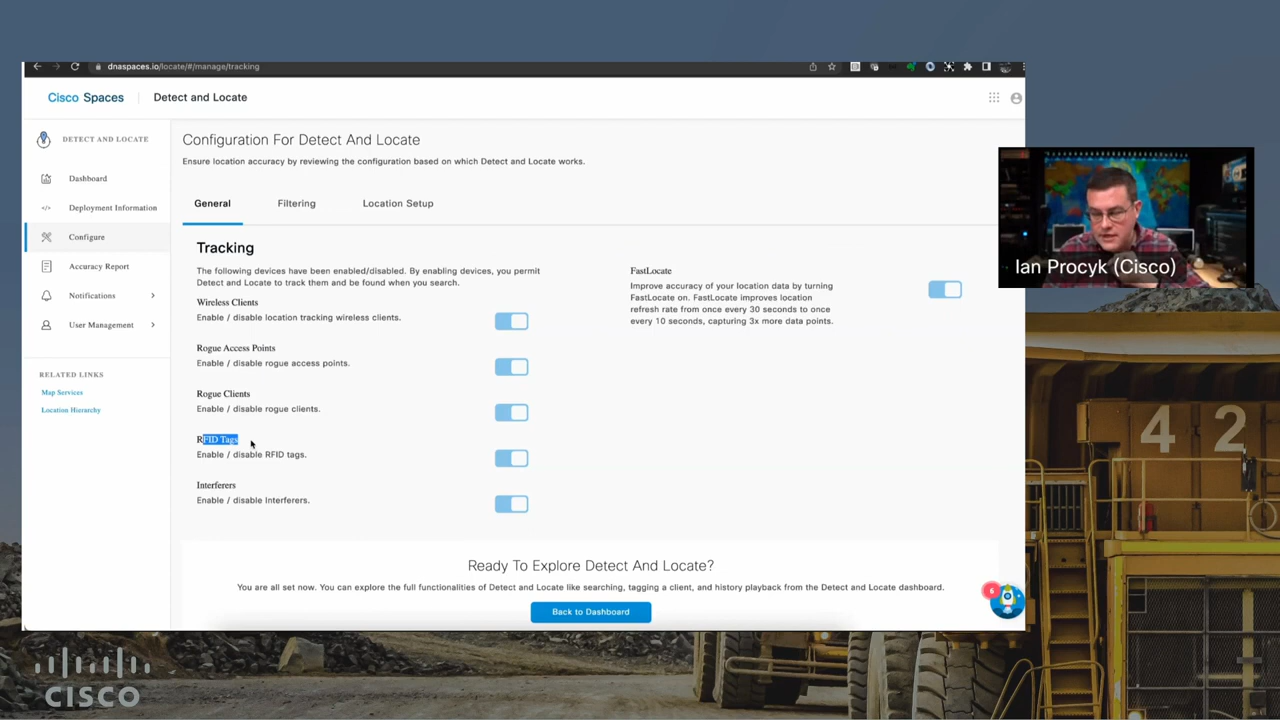 dnaspaces.io/locate/#/manage/tracking
Cisco Spaces
Detect and Locate
DETECT AND LOCATE
Dashboard
Deployment Information
Configure
Accuracy Report
Notifications
User Management
RELATED LINKS
Map Services
Location Hierarchy
Configuration For Detect And Locate
Ensure location accuracy by reviewing the configuration based on which Detect and Locate works.
General
Filtering
Location Setup
Tracking
The following devices have been enabled/disabled. By enabling devices, you permit
Detect and Locate to track them and be found when you search.
Wireless Clients
Enable / disable location tracking wireless clients.
Rogue Access Points
Enable / disable rogue access points.
Rogue Clients
Enable / disable rogue clients.
RFID Tags
Enable / disable RFID tags.
Interferers
Enable / disable Interferers.
FastLocate
Improve accuracy of your location data by turning
FastLocate on. FastLocate improves location
refresh rate from once every 30 seconds to once
every 10 seconds, capturing 3x more data points.
Ready To Explore Detect And Locate?
You are all set now. You can explore the full functionalities of Detect and Locate like searching, tagging a client, and history playback from the Detect and Locate dashboard.
Back to Dashboard
6
Ian Procyk (Cisco)
42
CISCO